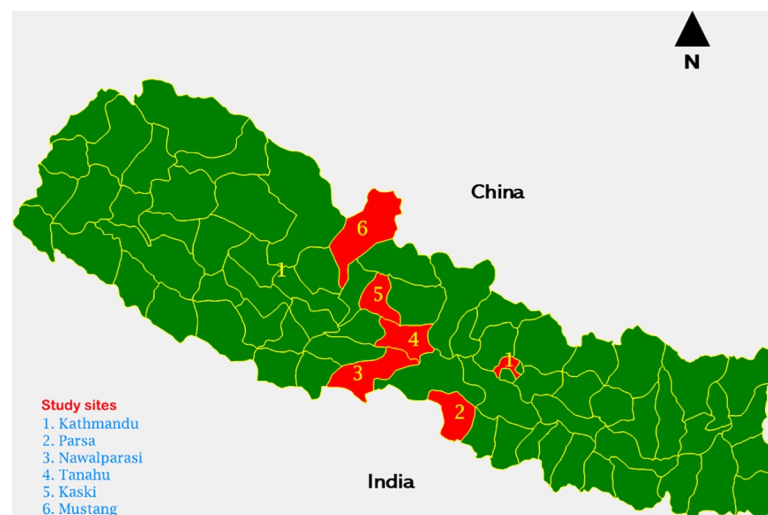 N
China
6
1
5
4
1
3
2
Study sites
1. Kathmandu
2. Parsa
3. Nawalparasi
4. Tanahu
5. Kaski
6. Mustang
India